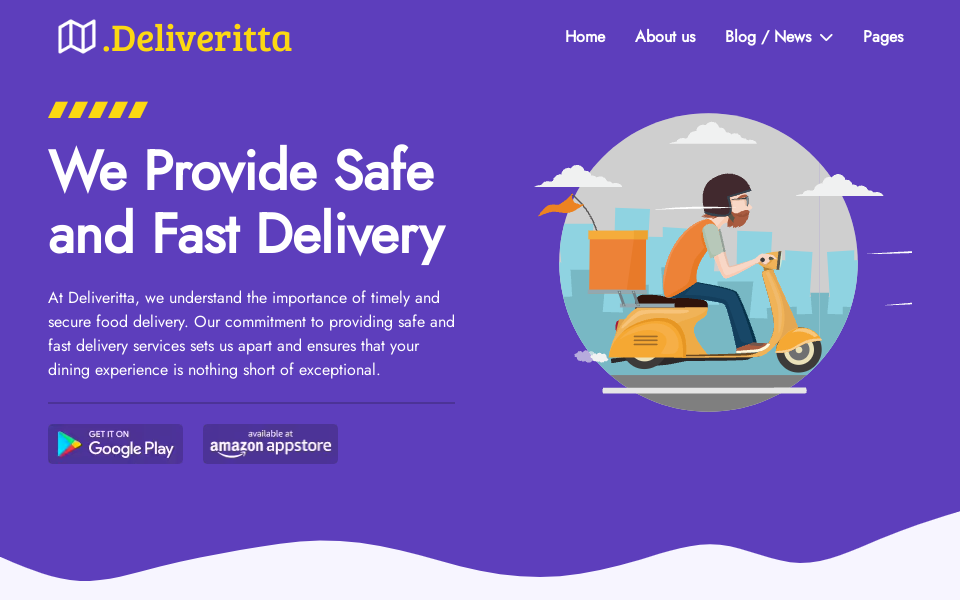 .Deliveritta
Home About us Blog / News Pages
We Provide Safe
and Fast Delivery
At Deliveritta, we understand the importance of timely and
secure food delivery. Our commitment to providing safe and
fast delivery services sets us apart and ensures that your
dining experience is nothing short of exceptional.
GET IT ON
Google Play
available at
amazon appstore